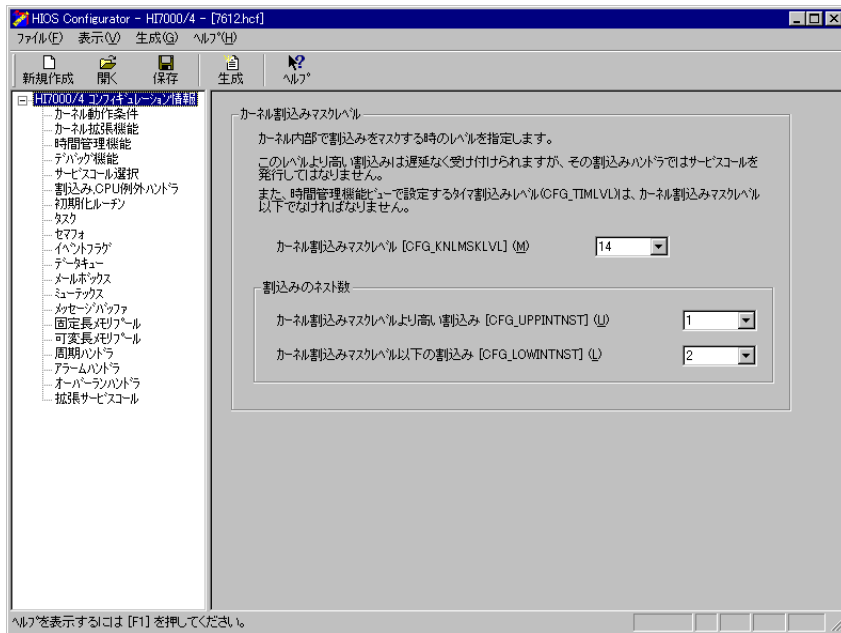 HIOS Configurator - HI7000/4 - [7612.hcf]
ﾌｧｲﾙ(F) 表示(V) 生成(G) ﾍﾙﾌﾟ(H)
新規作成 開く 保存 生成 ﾍﾙﾌﾟ
HI7000/4 ｺﾝﾌｨｷﾞｭﾚｰｼｮﾝ情報
ｶｰﾈﾙ動作条件
ｶｰﾈﾙ拡張機能
時間管理機能
ﾃﾞﾊﾞｯｸﾞ機能
ｻｰﾋﾞｽｺｰﾙ選択
割込み,CPU例外ﾊﾝﾄﾞﾗ
初期化ﾙｰﾁﾝ
ﾀｽｸ
ｾﾏﾌｫ
ｲﾍﾞﾝﾄﾌﾗｸﾞ
ﾃﾞｰﾀｷｭｰ
ﾒｰﾙﾎﾞｯｸｽ
ﾐｭｰﾃｯｸｽ
ﾒｯｾｰｼﾞﾊﾞｯﾌｧ
固定長ﾒﾓﾘﾌﾟｰﾙ
可変長ﾒﾓﾘﾌﾟｰﾙ
周期ﾊﾝﾄﾞﾗ
ｱﾗｰﾑﾊﾝﾄﾞﾗ
ｵｰﾊﾞｰﾗﾝﾊﾝﾄﾞﾗ
拡張ｻｰﾋﾞｽｺｰﾙ
ｶｰﾈﾙ割込みﾏｽｸﾚﾍﾞﾙ
ｶｰﾈﾙ内部で割込みをﾏｽｸする時のﾚﾍﾞﾙを指定します。
このﾚﾍﾞﾙより高い割込みは遅延なく受け付けられますが、その割込みﾊﾝﾄﾞﾗではｻｰﾋﾞｽｺｰﾙを
発行してはなりません。
また、時間管理機能ﾋﾞｭｰで設定するﾀｲﾏ割込みﾚﾍﾞﾙ(CFG_TIMLVL)は、ｶｰﾈﾙ割込みﾏｽｸﾚﾍﾞﾙ
以下でなければなりません。
ｶｰﾈﾙ割込みﾏｽｸﾚﾍﾞﾙ [CFG_KNLMSKLVL] (M) 14
割込みのﾈｽﾄ数
ｶｰﾈﾙ割込みﾏｽｸﾚﾍﾞﾙより高い割込み [CFG_UPPINTNST] (U) 1
ｶｰﾈﾙ割込みﾏｽｸﾚﾍﾞﾙ以下の割込み [CFG_LOWINTNST] (L) 2
ﾍﾙﾌﾟを表示するには [F1] を押してください。